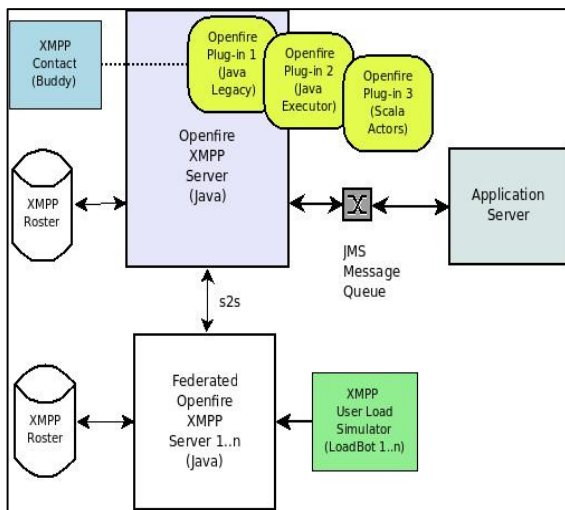 XMPP
Contact
(Buddy)
Openfire
Plug-in 1
(Java
Legacy)
Openfire
Plug-in 2
(Java
Executor)
Openfire
Plug-in 3
(Scala
Actors)
Openfire
XMPP
Server
(Java)
XMPP
Roster
JMS
Message
Queue
Application
Server
s2s
XMPP
Roster
Federated
Openfire
XMPP
Server 1..n
(Java)
XMPP
User Load
Simulator
(LoadBot 1..n)